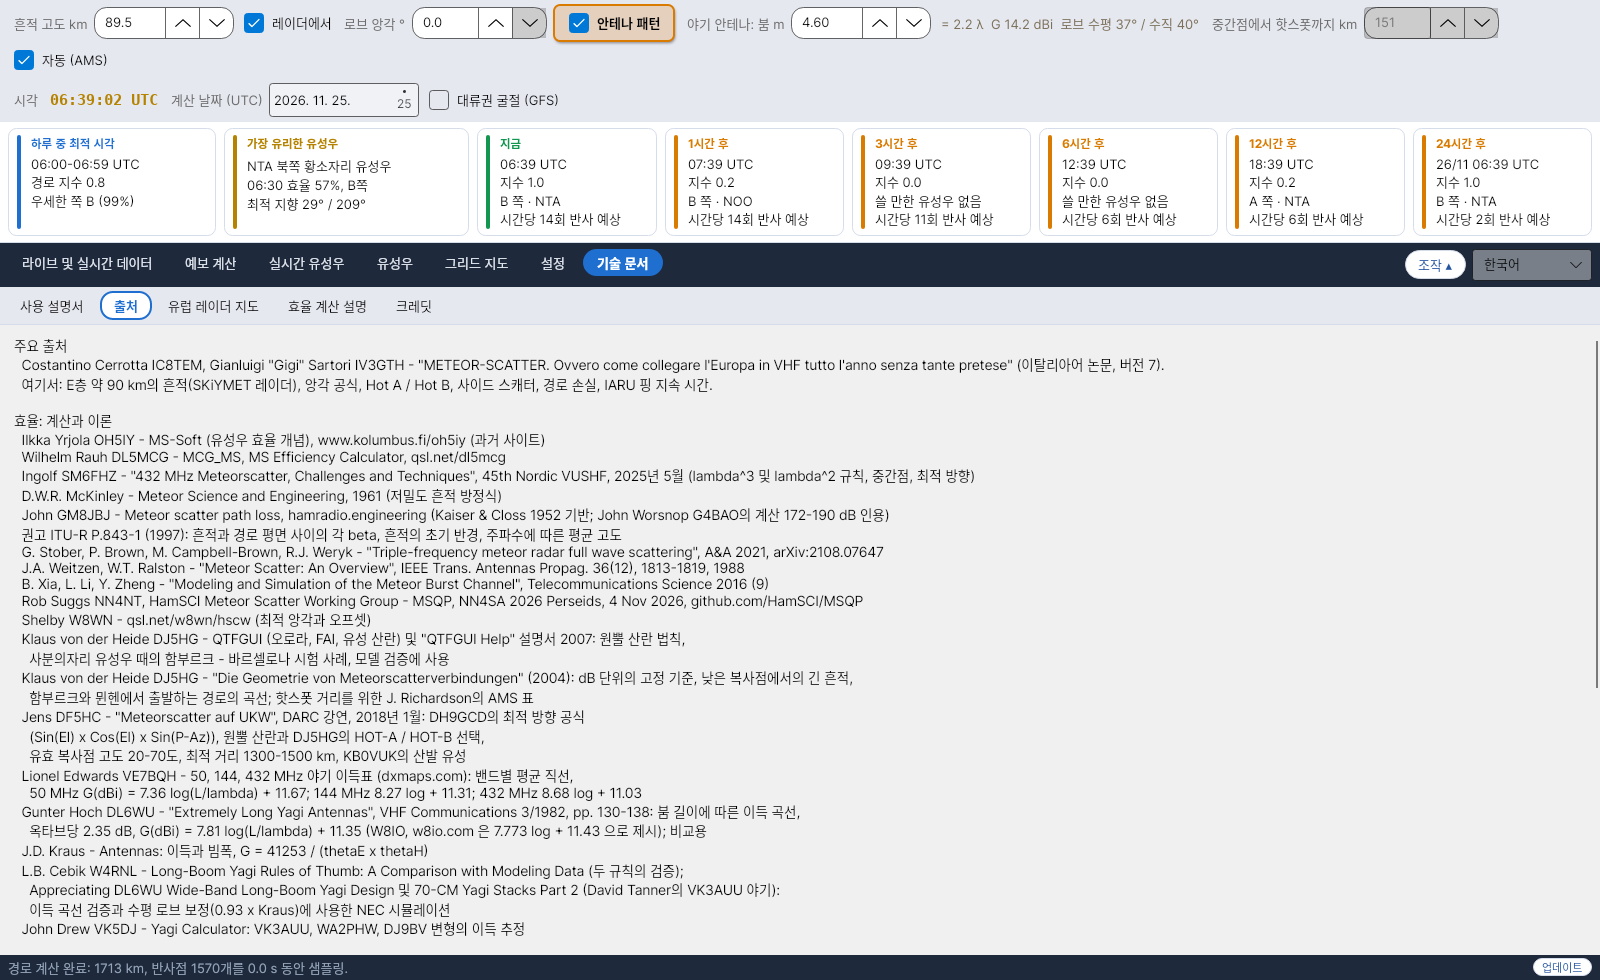 흔적 고도 km 89.5 레이더에서 로브 앙각 ° 0.0 안테나 패턴 야기 안테나: 붐 m 4.60 = 2.2 λ G 14.2 dBi 로브 수평 37° / 수직 40° 중간점에서 핫스폿까지 km 151
자동 (AMS)
시각 06:39:02 UTC 계산 날짜 (UTC) 2026. 11. 25. 25 대류권 굴절 (GFS)
하루 중 최적 시각
06:00-06:59 UTC
경로 지수 0.8
우세한 쪽 B (99%)
가장 유리한 유성우
NTA 북쪽 황소자리 유성우
06:30 효율 57%, B쪽
최적 지향 29° / 209°
지금
06:39 UTC
지수 1.0
B 쪽 · NTA
시간당 14회 반사 예상
1시간 후
07:39 UTC
지수 0.2
B 쪽 · NOO
시간당 14회 반사 예상
3시간 후
09:39 UTC
지수 0.0
쓸 만한 유성우 없음
시간당 11회 반사 예상
6시간 후
12:39 UTC
지수 0.0
쓸 만한 유성우 없음
시간당 6회 반사 예상
12시간 후
18:39 UTC
지수 0.2
A 쪽 · NTA
시간당 6회 반사 예상
24시간 후
26/11 06:39 UTC
지수 1.0
B 쪽 · NTA
시간당 2회 반사 예상
라이브 및 실시간 데이터 예보 계산 실시간 유성우 유성우 그리드 지도 설정 기술 문서 조작 ▴ 한국어
사용 설명서 출처 유럽 레이더 지도 효율 계산 설명 크레딧
주요 출처
Costantino Cerrotta IC8TEM, Gianluigi "Gigi" Sartori IV3GTH - "METEOR-SCATTER. Ovvero come collegare l'Europa in VHF tutto l'anno senza tante pretese" (이탈리아어 논문, 버전 7).
여기서: E층 약 90 km의 흔적(SKiYMET 레이더), 앙각 공식, Hot A / Hot B, 사이드 스캐터, 경로 손실, IARU 핑 지속 시간.
효율: 계산과 이론
Ilkka Yrjola OH5IY - MS-Soft (유성우 효율 개념), www.kolumbus.fi/oh5iy (과거 사이트)
Wilhelm Rauh DL5MCG - MCG_MS, MS Efficiency Calculator, qsl.net/dl5mcg
Ingolf SM6FHZ - "432 MHz Meteorscatter, Challenges and Techniques", 45th Nordic VUSHF, 2025년 5월 (lambda^3 및 lambda^2 규칙, 중간점, 최적 방향)
D.W.R. McKinley - Meteor Science and Engineering, 1961 (저밀도 흔적 방정식)
John GM8JBJ - Meteor scatter path loss, hamradio.engineering (Kaiser & Closs 1952 기반; John Worsnop G4BAO의 계산 172-190 dB 인용)
권고 ITU-R P.843-1 (1997): 흔적과 경로 평면 사이의 각 beta, 흔적의 초기 반경, 주파수에 따른 평균 고도
G. Stober, P. Brown, M. Campbell-Brown, R.J. Weryk - "Triple-frequency meteor radar full wave scattering", A&A 2021, arXiv:2108.07647
J.A. Weitzen, W.T. Ralston - "Meteor Scatter: An Overview", IEEE Trans. Antennas Propag. 36(12), 1813-1819, 1988
B. Xia, L. Li, Y. Zheng - "Modeling and Simulation of the Meteor Burst Channel", Telecommunications Science 2016 (9)
Rob Suggs NN4NT, HamSCI Meteor Scatter Working Group - MSQP, NN4SA 2026 Perseids, 4 Nov 2026, github.com/HamSCI/MSQP
Shelby W8WN - qsl.net/w8wn/hscw (최적 앙각과 오프셋)
Klaus von der Heide DJ5HG - QTFGUI (오로라, FAI, 유성 산란) 및 "QTFGUI Help" 설명서 2007: 원뿔 산란 법칙,
사분의자리 유성우 때의 함부르크 - 바르셀로나 시험 사례, 모델 검증에 사용
Klaus von der Heide DJ5HG - "Die Geometrie von Meteorscatterverbindungen" (2004): dB 단위의 고정 기준, 낮은 복사점에서의 긴 흔적,
함부르크와 뮌헨에서 출발하는 경로의 곡선; 핫스폿 거리를 위한 J. Richardson의 AMS 표
Jens DF5HC - "Meteorscatter auf UKW", DARC 강연, 2018년 1월: DH9GCD의 최적 방향 공식
(Sin(El) x Cos(El) x Sin(P-Az)), 원뿔 산란과 DJ5HG의 HOT-A / HOT-B 선택,
유효 복사점 고도 20-70도, 최적 거리 1300-1500 km, KB0VUK의 산발 유성
Lionel Edwards VE7BQH - 50, 144, 432 MHz 야기 이득표 (dxmaps.com): 밴드별 평균 직선,
50 MHz G(dBi) = 7.36 log(L/lambda) + 11.67; 144 MHz 8.27 log + 11.31; 432 MHz 8.68 log + 11.03
Gunter Hoch DL6WU - "Extremely Long Yagi Antennas", VHF Communications 3/1982, pp. 130-138: 붐 길이에 따른 이득 곡선,
옥타브당 2.35 dB, G(dBi) = 7.81 log(L/lambda) + 11.35 (W8IO, w8io.com 은 7.773 log + 11.43 으로 제시); 비교용
J.D. Kraus - Antennas: 이득과 빔폭, G = 41253 / (thetaE x thetaH)
L.B. Cebik W4RNL - Long-Boom Yagi Rules of Thumb: A Comparison with Modeling Data (두 규칙의 검증);
Appreciating DL6WU Wide-Band Long-Boom Yagi Design 및 70-CM Yagi Stacks Part 2 (David Tanner의 VK3AUU 야기):
이득 곡선 검증과 수평 로브 보정(0.93 x Kraus)에 사용한 NEC 시뮬레이션
John Drew VK5DJ - Yagi Calculator: VK3AUU, WA2PHW, DJ9BV 변형의 이득 추정
경로 계산 완료: 1713 km, 반사점 1570개를 0.0 s 동안 샘플링. 업데이트